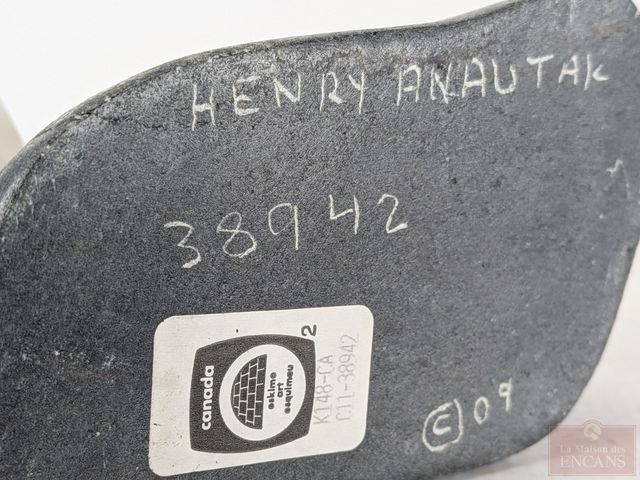 HENRY ANAUTAK
38942
canada
eskimo
art
esquimau
2
K148-CA
C11-38942
C 09
La Maison des
ENCANS